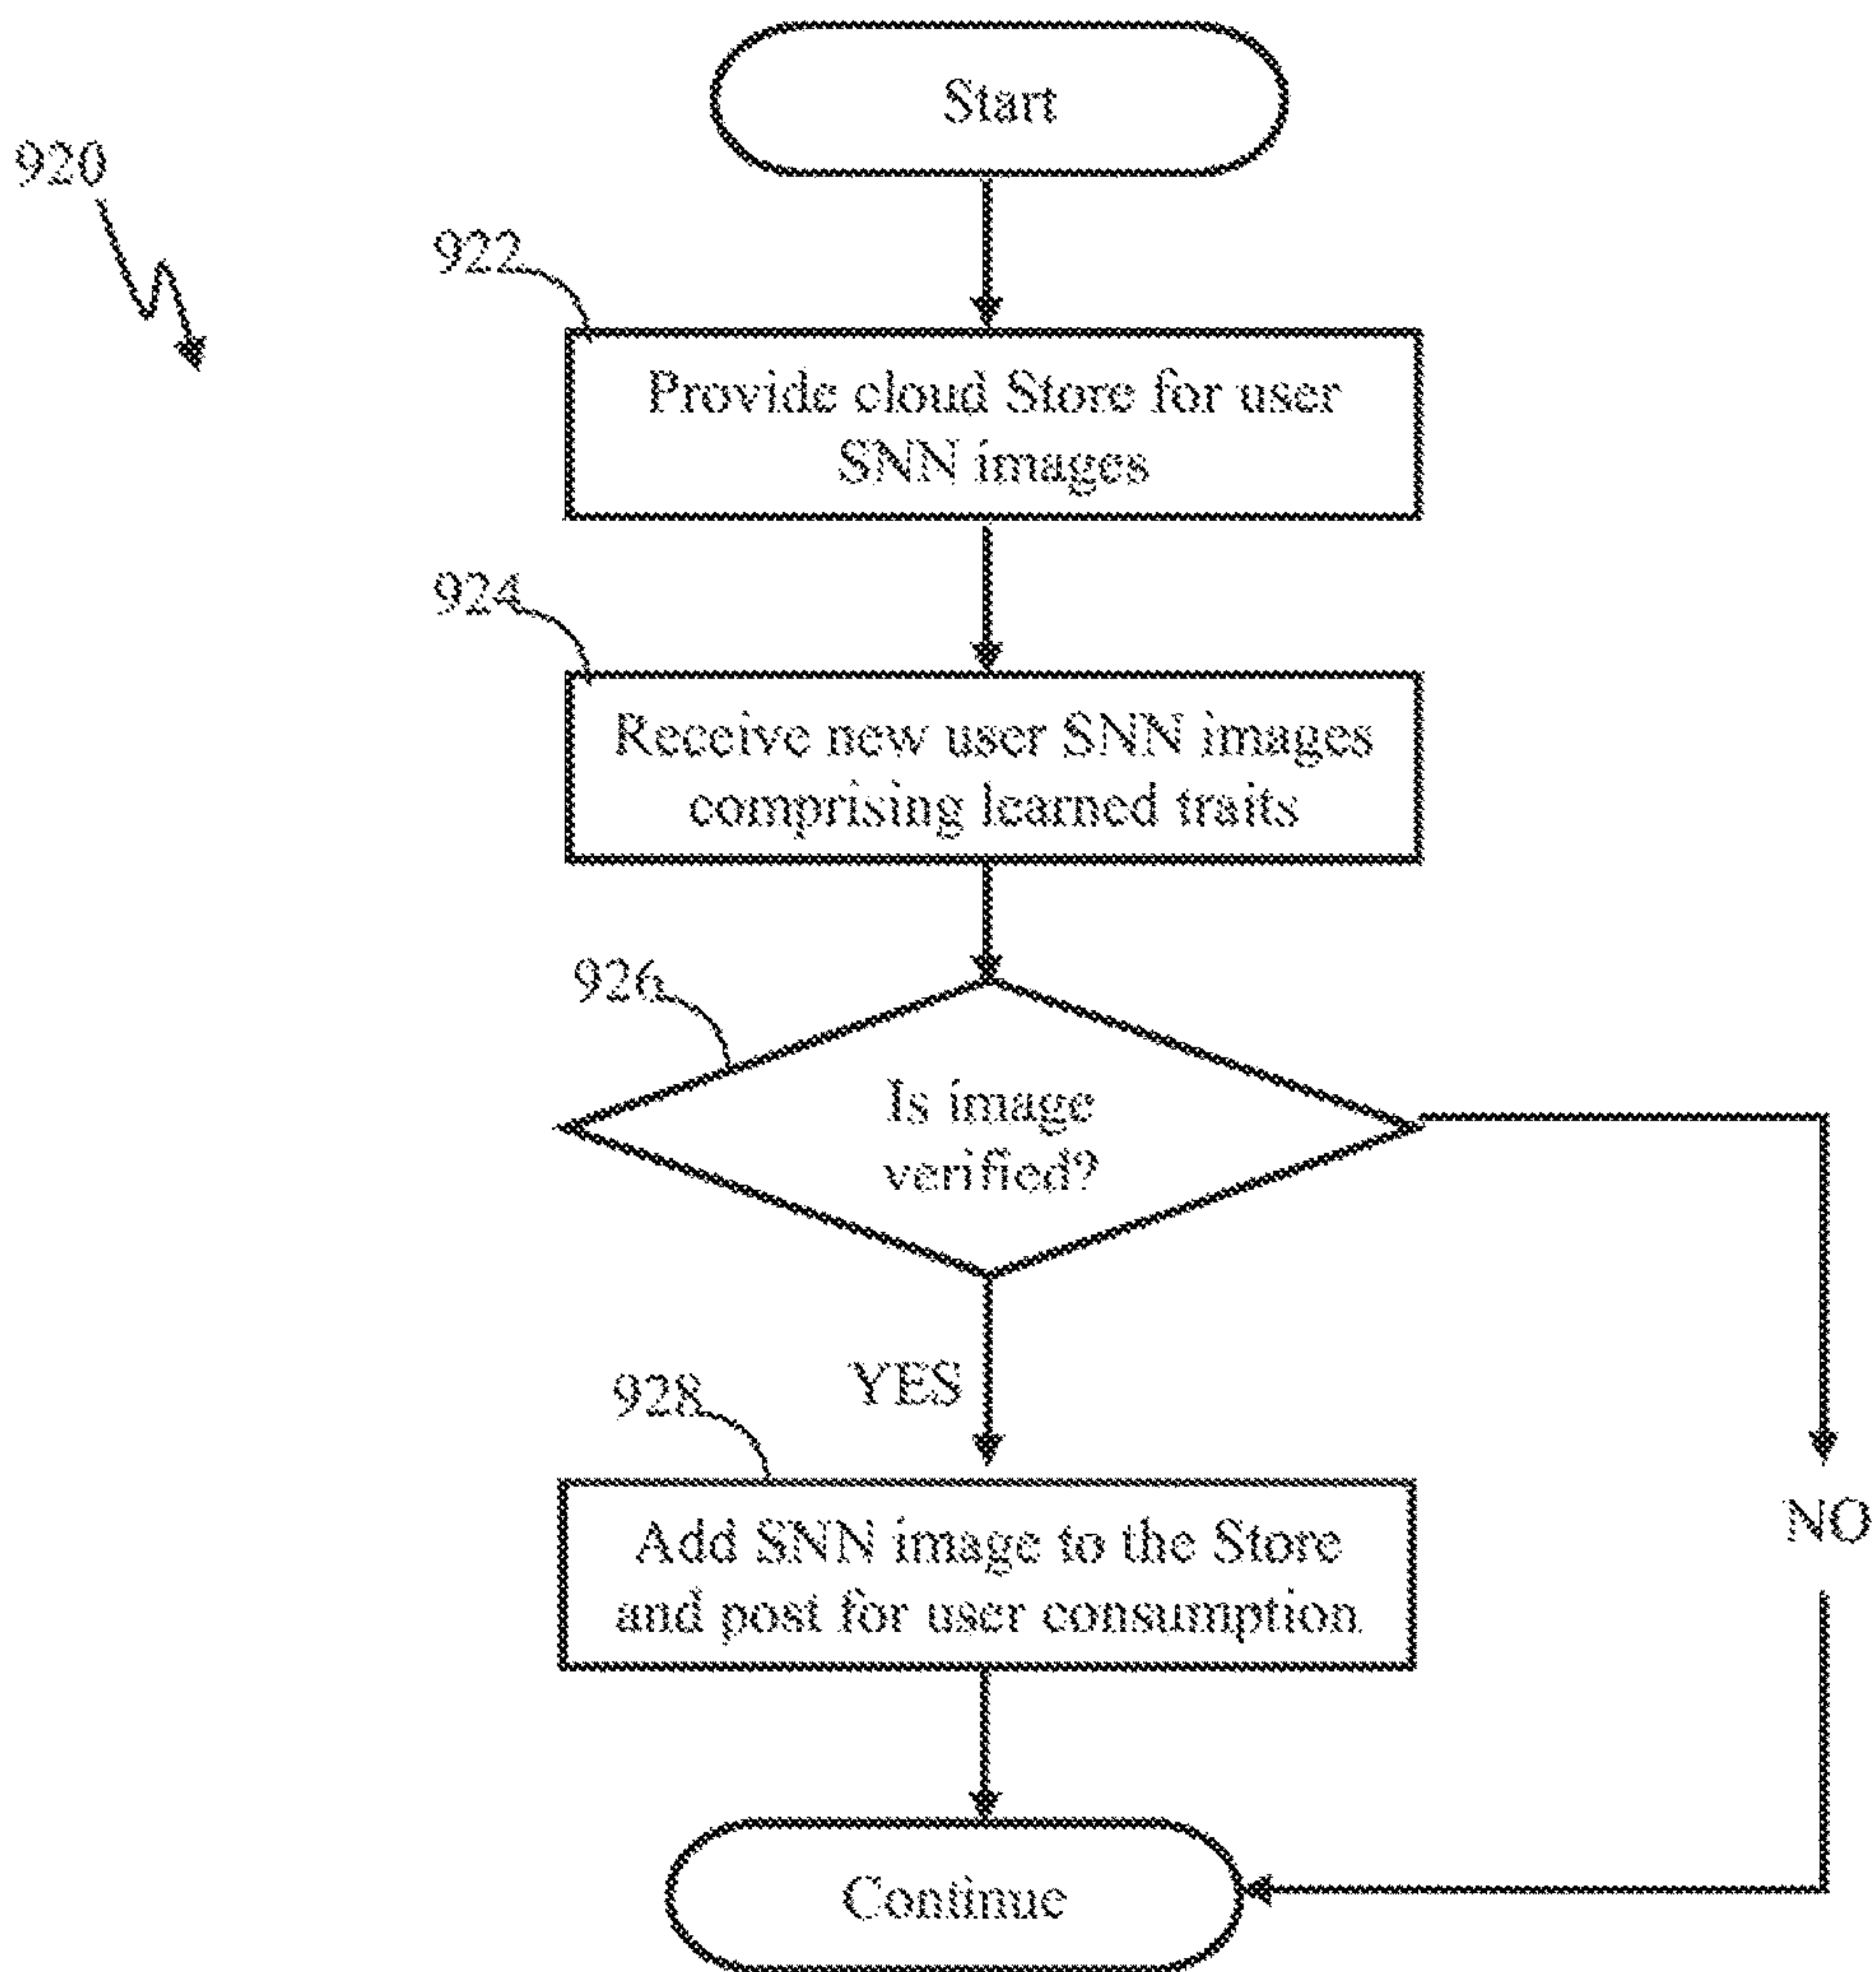 Start
920
922
Provide cloud Store for user
SNN images
924
Receive new user SNN images
comprising learned traits
926
Is image
verified?
YES
928
Add SNN image to the Store
and post for user consumption
NO
Continue